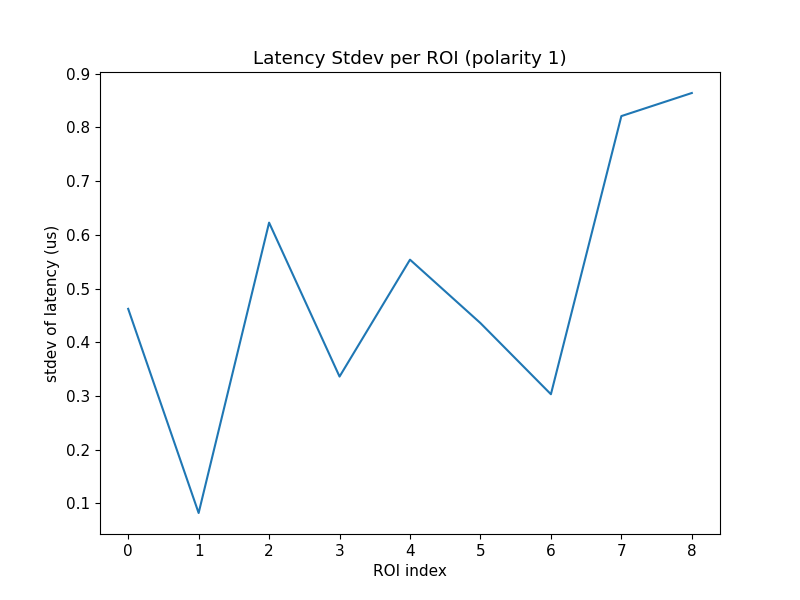 Latency Stdev per ROI (polarity 1)
0.9
0.8
0.7
0.6
0.5
0.4
0.3
0.2
0.1
stdev of latency (us)
0 1 2 3 4 5 6 7 8
ROI index